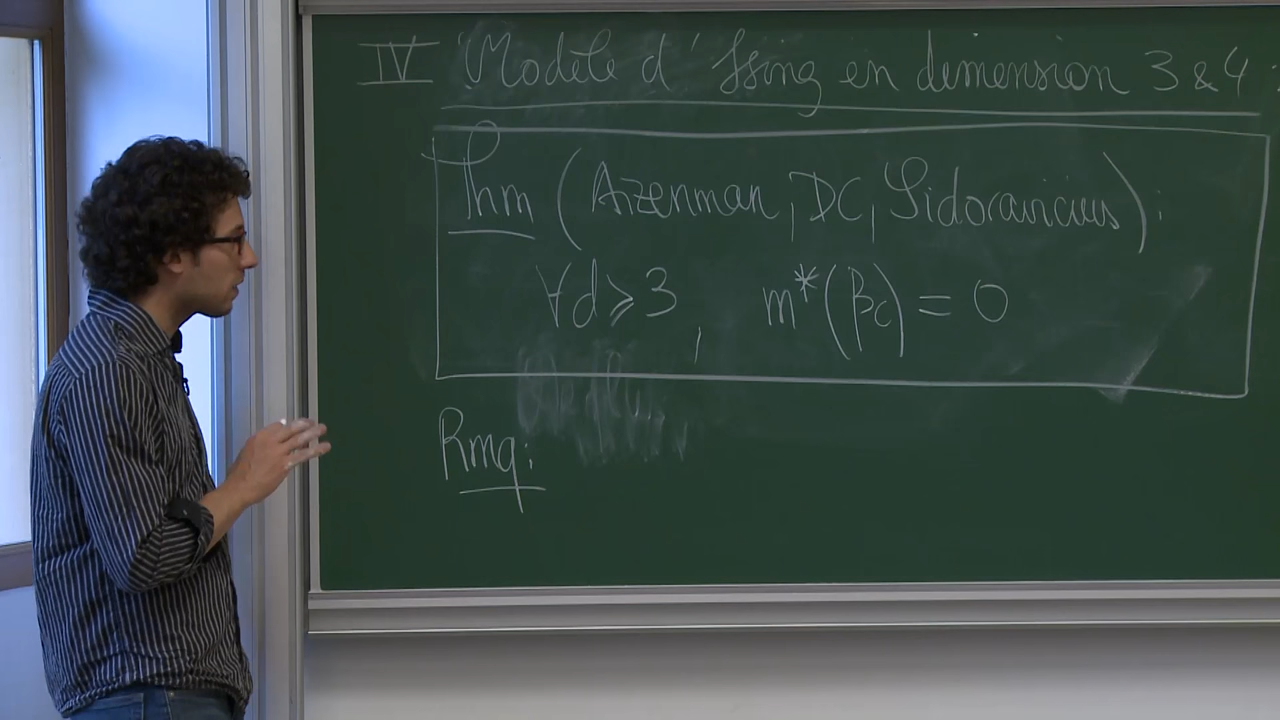 IV Modèle d'Ising en dimension 3 & 4 :
Thm (Aizenman, DC, Sidoravicius) :
∀d ≥ 3, m*(βc) = 0
Rmq :